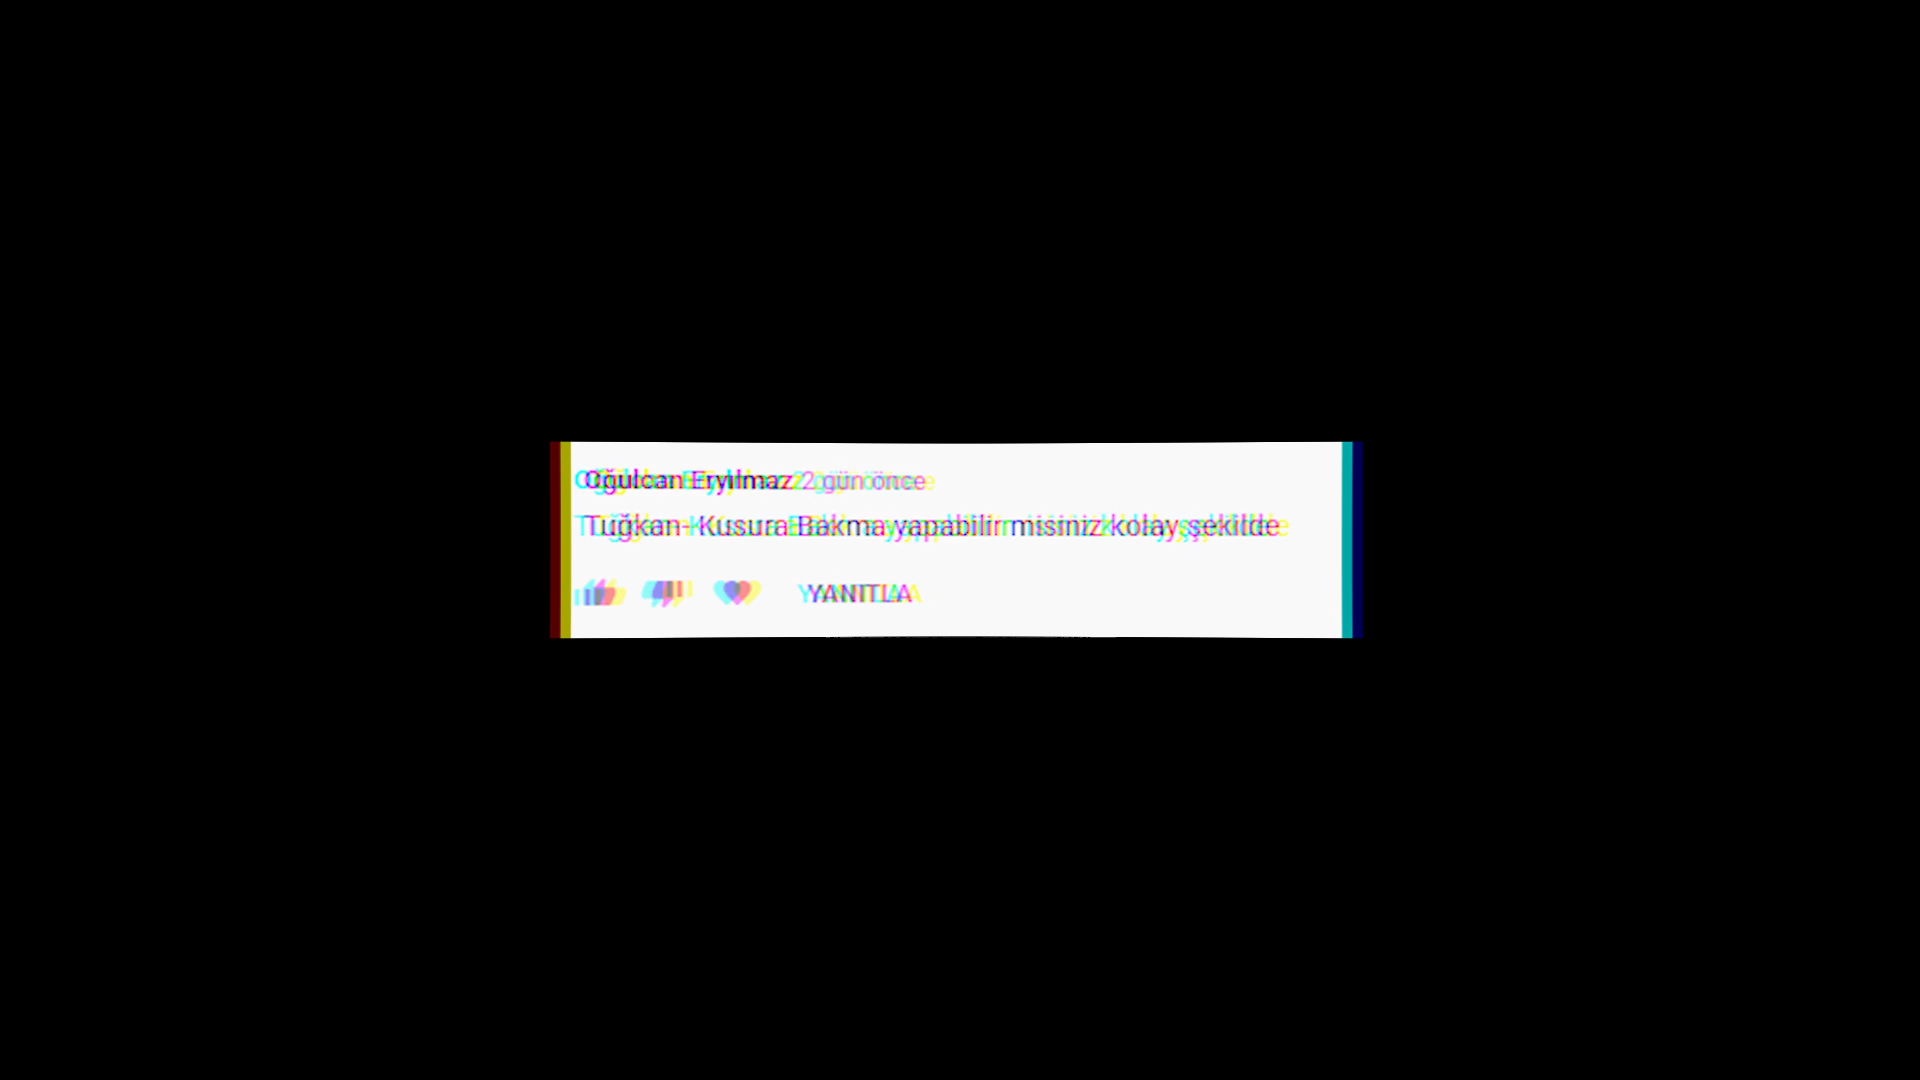 Oğulcan Eryılmaz 2 gün önce
Tuğkan - Kusura Bakma yapabilir misiniz kolay şekilde
YANITLA